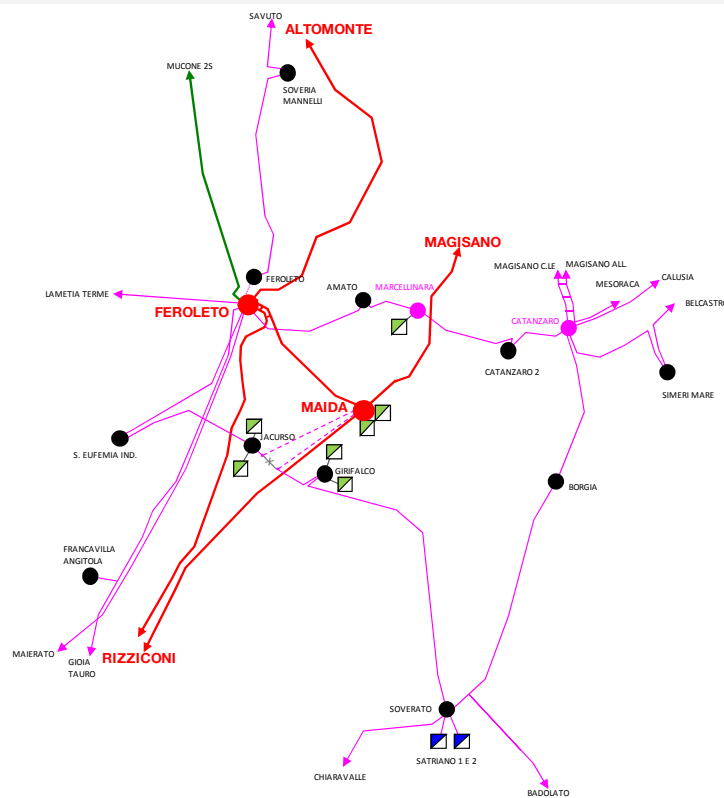 SAVUTO
ALTOMONTE
MUCONE 2S
SOVERIA
MANNELLI
MAGISANO
MAGISANO C.LE
MAGISANO ALL.
CALUSIA
MESORACA
FEROLETO
LAMETIA TERME
AMATO
MARCELLINARA
BELCASTRO
FEROLETO
CATANZARO
CATANZARO 2
SIMERI MARE
MAIDA
JACURSO
S. EUFEMIA IND.
GIRIFALCO
BORGIA
FRANCAVILLA
ANGITOLA
MAIERATO
GIOIA
TAURO
RIZZICONI
SOVERATO
SATRIANO 1 E 2
CHIARAVALLE
BADOLATO